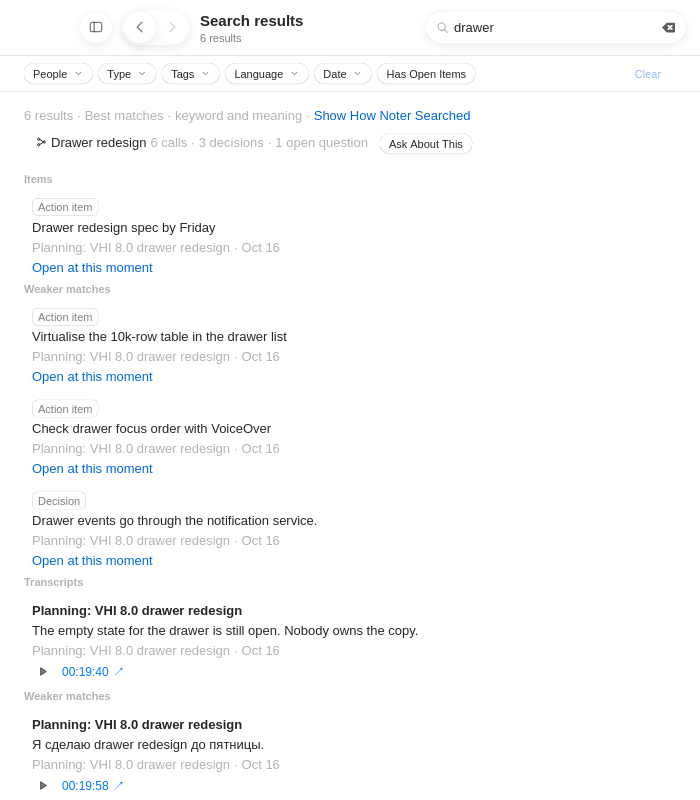 Search results
6 results
drawer
People Type Tags Language Date Has Open Items Clear
6 results · Best matches · keyword and meaning · Show How Noter Searched
Drawer redesign 6 calls · 3 decisions · 1 open question Ask About This
Items
Action item
Drawer redesign spec by Friday
Planning: VHI 8.0 drawer redesign · Oct 16
Open at this moment
Weaker matches
Action item
Virtualise the 10k-row table in the drawer list
Planning: VHI 8.0 drawer redesign · Oct 16
Open at this moment
Action item
Check drawer focus order with VoiceOver
Planning: VHI 8.0 drawer redesign · Oct 16
Open at this moment
Decision
Drawer events go through the notification service.
Planning: VHI 8.0 drawer redesign · Oct 16
Open at this moment
Transcripts
Planning: VHI 8.0 drawer redesign
The empty state for the drawer is still open. Nobody owns the copy.
Planning: VHI 8.0 drawer redesign · Oct 16
00:19:40
Weaker matches
Planning: VHI 8.0 drawer redesign
Я сделаю drawer redesign до пятницы.
Planning: VHI 8.0 drawer redesign · Oct 16
00:19:58